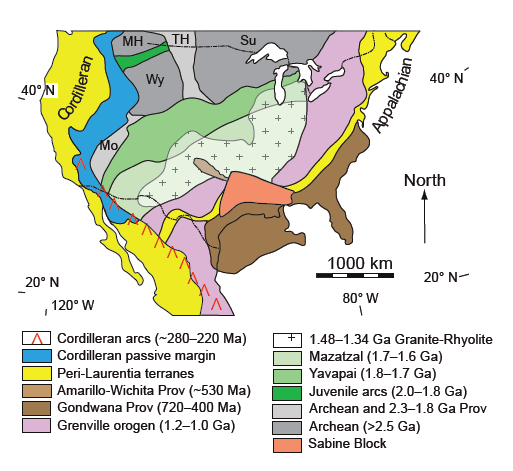 MH
TH
Su
Wy
Mo
Cordilleran
Appalachian
40° N
40° N
North
1000 km
20° N
20° N
120° W
80° W
Cordilleran arcs (~280–220 Ma)
Cordilleran passive margin
Peri-Laurentia terranes
Amarillo-Wichita Prov (~530 Ma)
Gondwana Prov (720–400 Ma)
Grenville orogen (1.2–1.0 Ga)
1.48–1.34 Ga Granite-Rhyolite
Mazatzal (1.7–1.6 Ga)
Yavapai (1.8–1.7 Ga)
Juvenile arcs (2.0–1.8 Ga)
Archean and 2.3–1.8 Ga Prov
Archean (>2.5 Ga)
Sabine Block